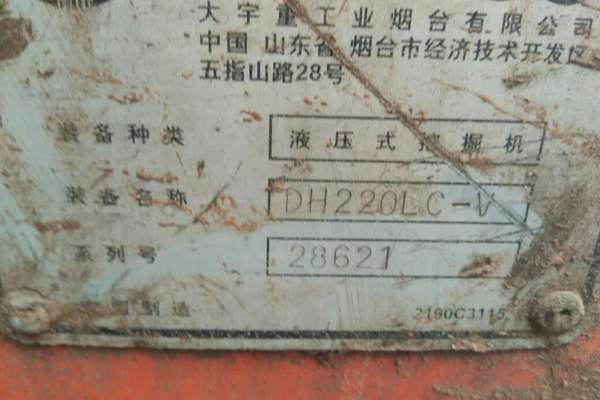 大宇重工业烟台有限公司
中国 山东省 烟台市经济技术开发区
五指山路28号
装备种类 液压式挖掘机
装备名称 DH220LC-V
系列号 28621
制造 2190C3115